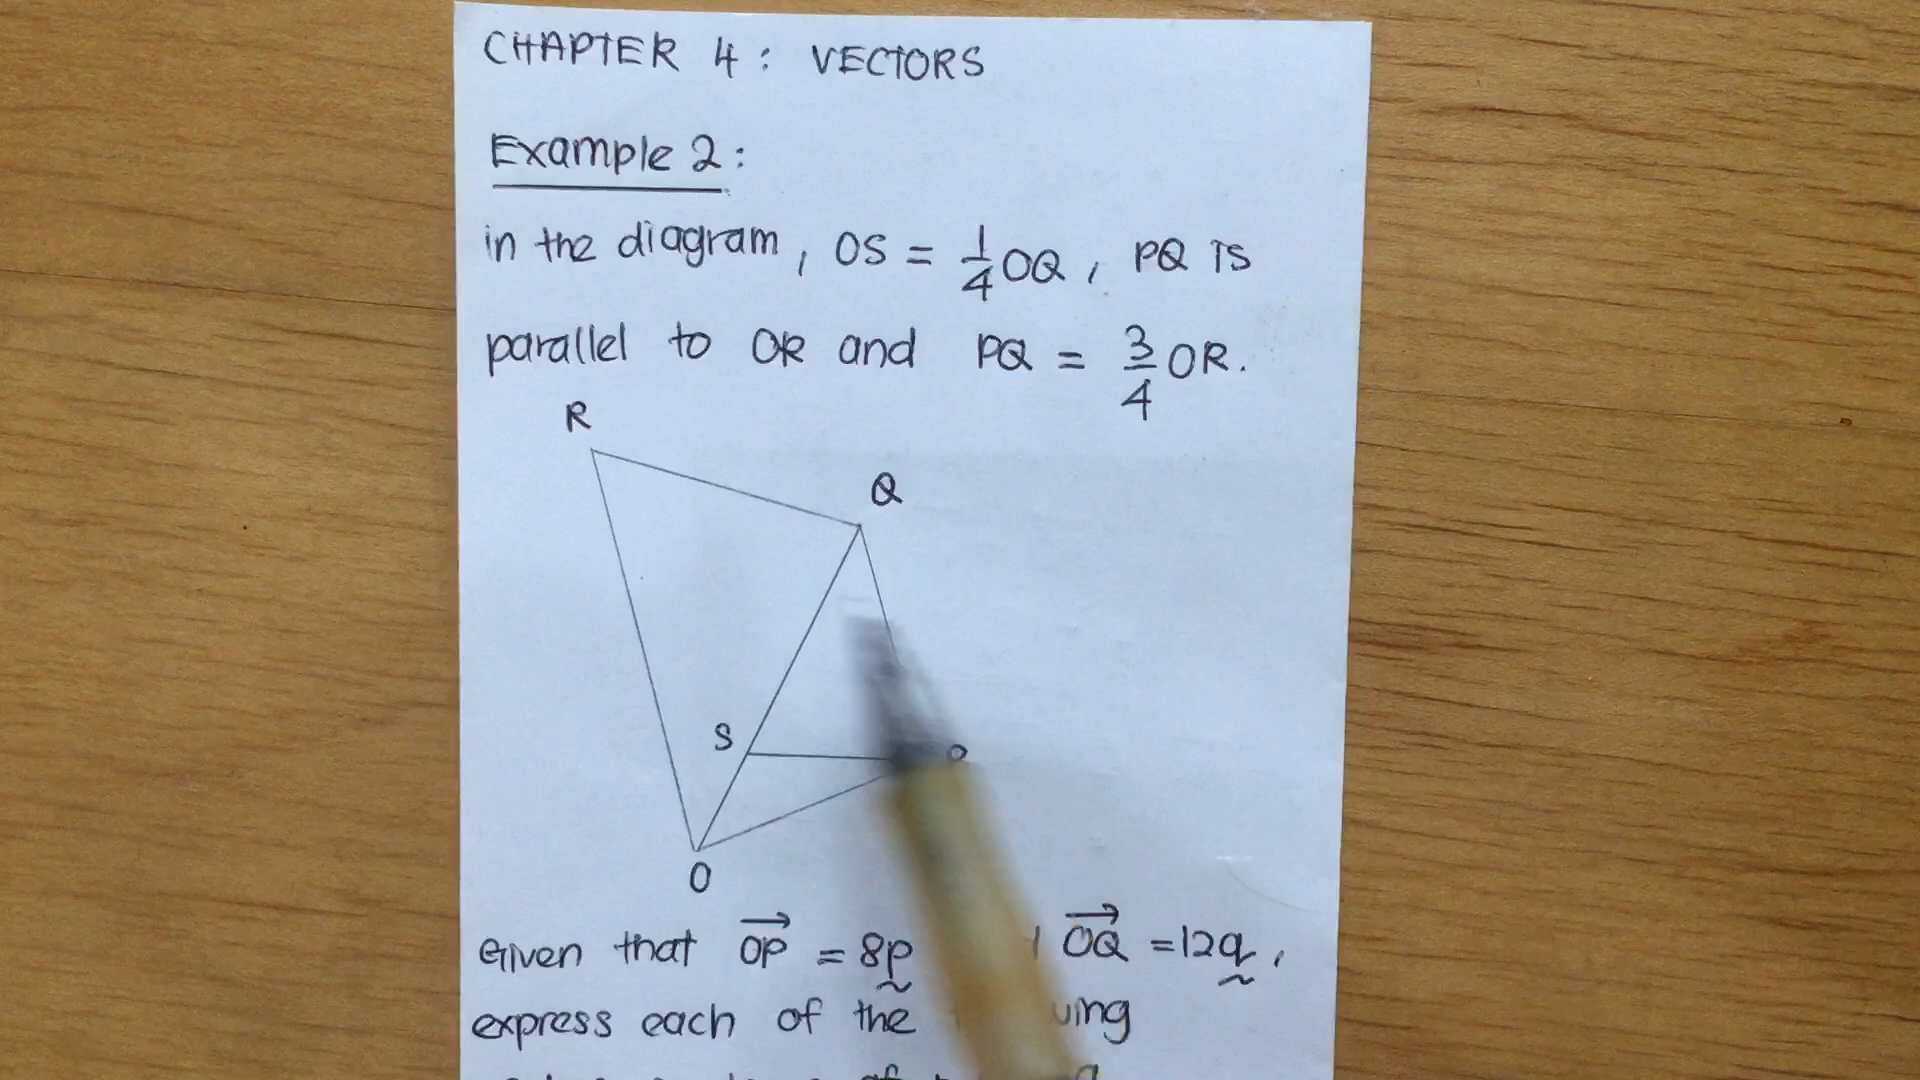 CHAPTER 4 : VECTORS
Example 2 :
in the diagram, OS = 1/4 OQ, PQ is
parallel to OR and PQ = 3/4 OR.
R
Q
S
O
Given that OP = 8p OQ = 12q,
express each of the